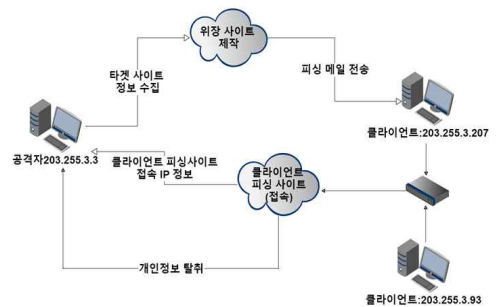 위장 사이트
제작
타겟 사이트
정보 수집
피싱 메일 전송
공격자203.255.3.3
클라이언트:203.255.3.207
클라이언트 피싱사이트
접속 IP 정보
클라이언트
피싱 사이트
(접속)
개인정보 탈취
클라이언트:203.255.3.93